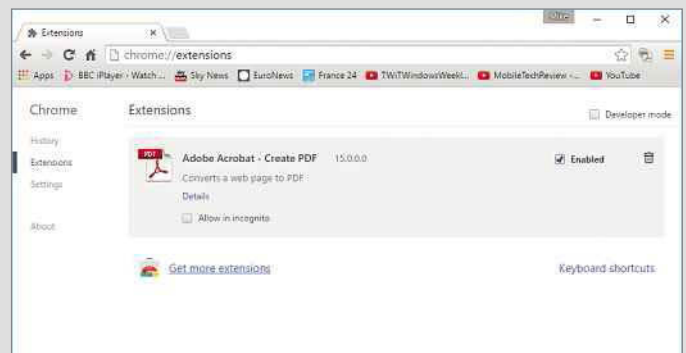 Mike
Extensions
chrome://extensions
Apps BBC iPlayer - Watch ... Sky News EuroNews France 24 TWiTWindowsWeekl... MobileTechReview -... YouTube
Chrome
Extensions
Developer mode
History
Extensions
Settings
About
PDF
Adobe Acrobat - Create PDF 15.0.0.0
Enabled
Converts a web page to PDF
Details
Allow in incognito
Get more extensions
Keyboard shortcuts